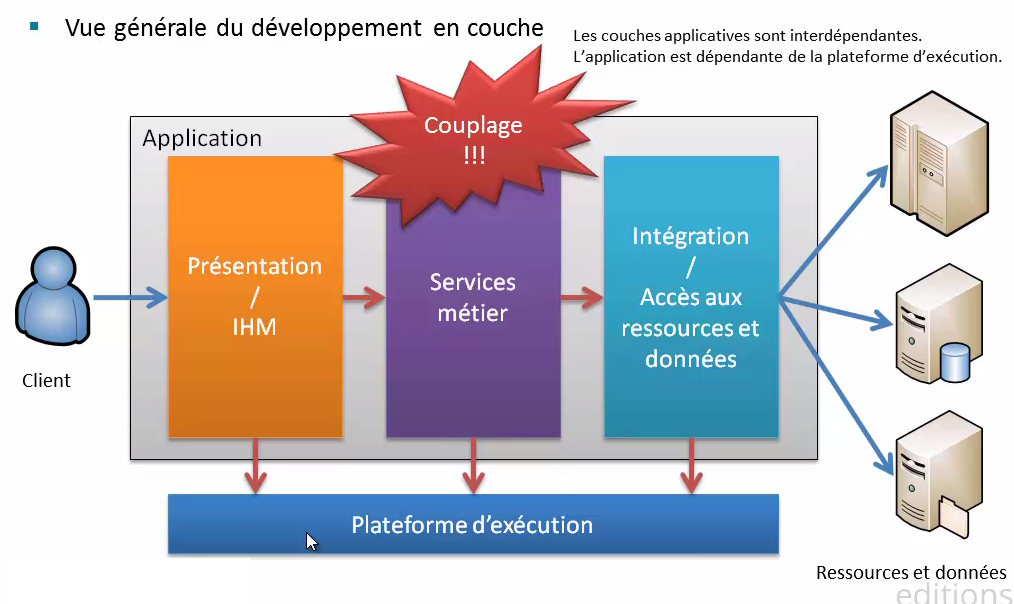 Vue générale du développement en couche
Les couches applicatives sont interdépendantes.
L’application est dépendante de la plateforme d’exécution.
Application
Couplage
!!!
Présentation
/
IHM
Services
métier
Intégration
/
Accès aux
ressources et
données
Client
Plateforme d’exécution
Ressources et données
editions